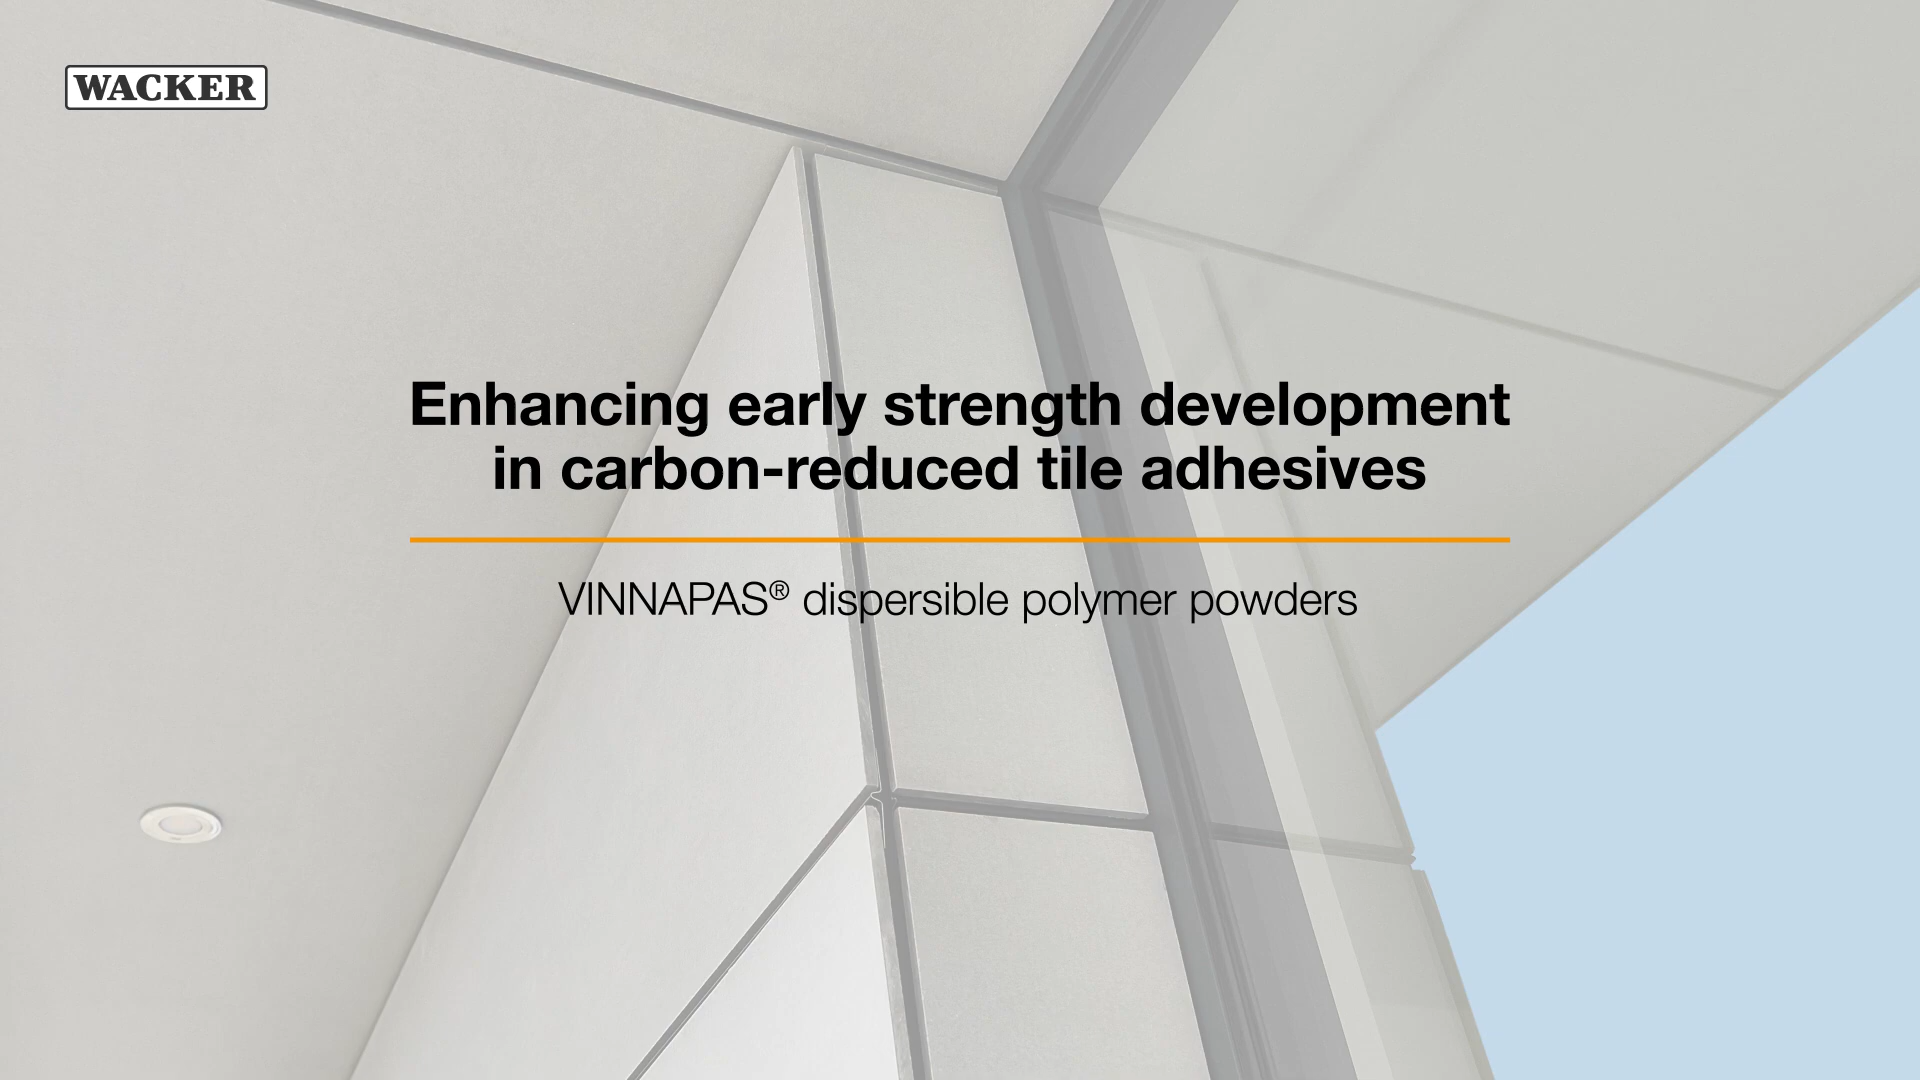 WACKER
Enhancing early strength development
in carbon-reduced tile adhesives
VINNAPAS® dispersible polymer powders